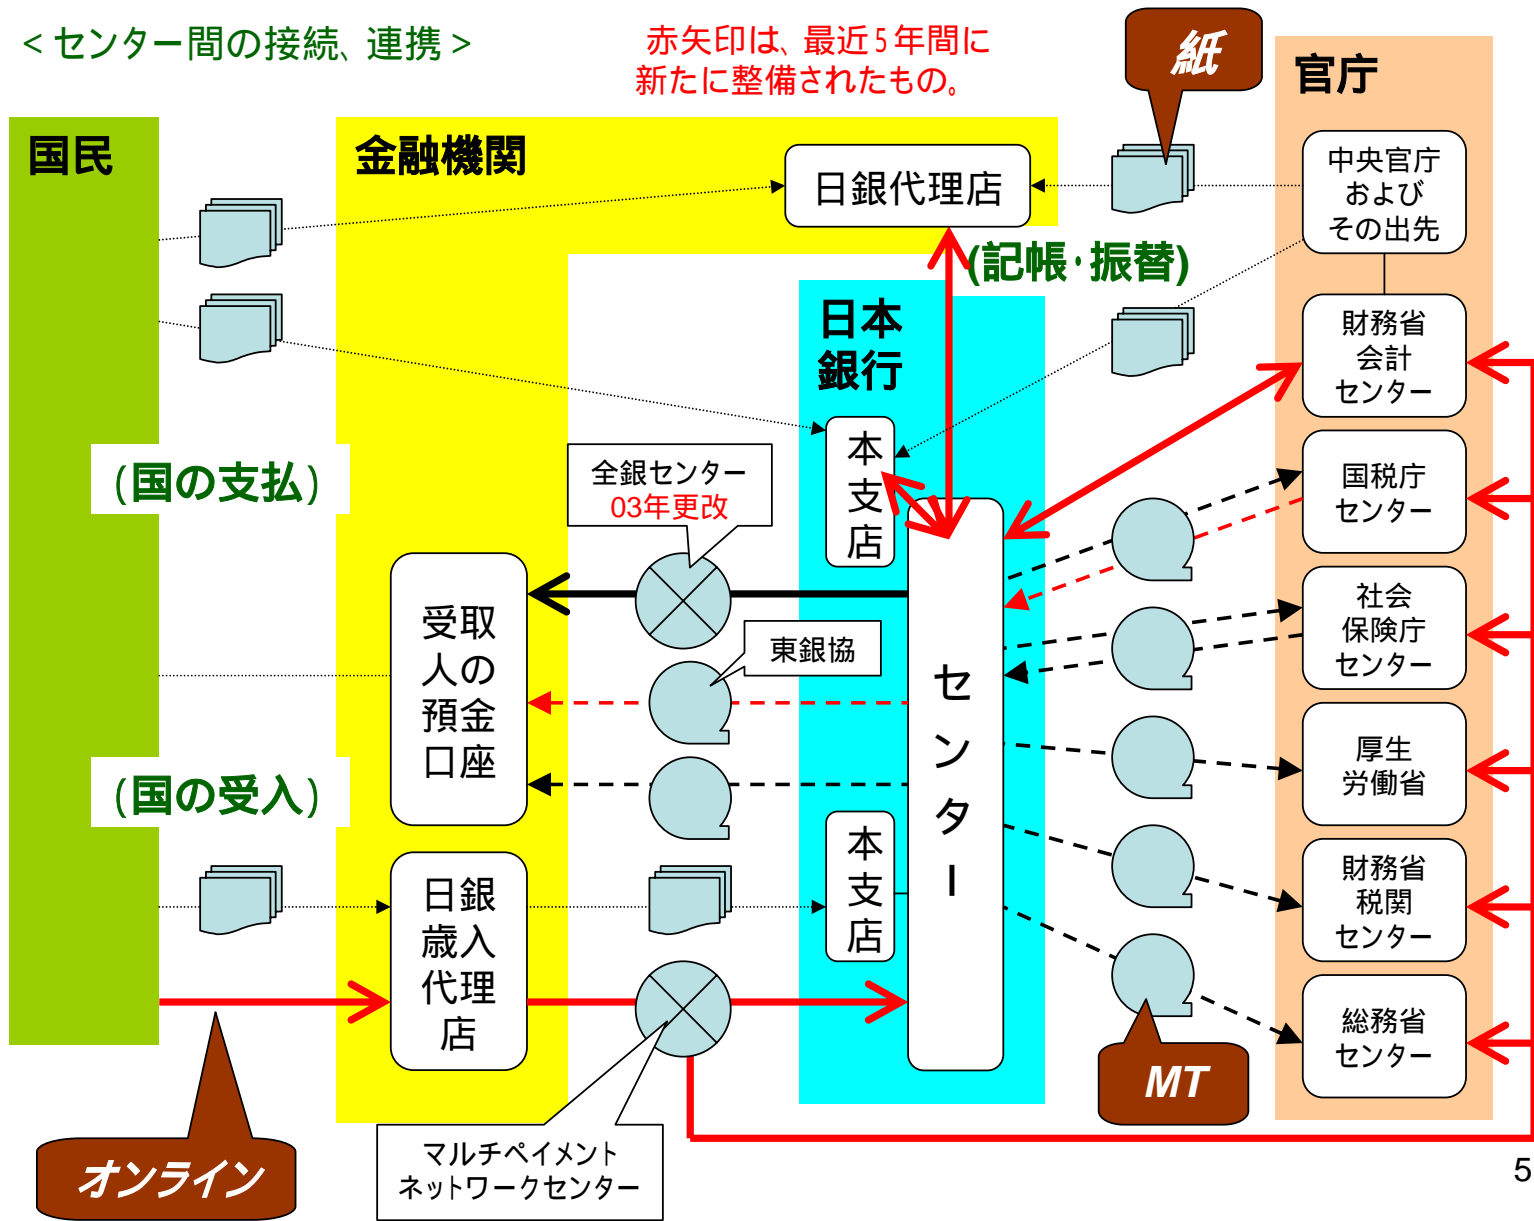 <センター間の接続、連携>
赤矢印は、最近5年間に
新たに整備されたもの。
紙
官庁
国民
金融機関
日銀代理店
中央官庁
および
その出先
(記帳・振替)
日本
銀行
財務省
会計
センター
本
支
店
(国の支払)
全銀センター
03年更改
国税庁
センター
受取
人の
預金
口座
社会
保険庁
センター
東銀協
セ
ン
タ
ー
厚生
労働省
(国の受入)
本
支
店
財務省
税関
センター
日銀
歳入
代理
店
総務省
センター
MT
マルチペイメント
ネットワークセンター
オンライン
5